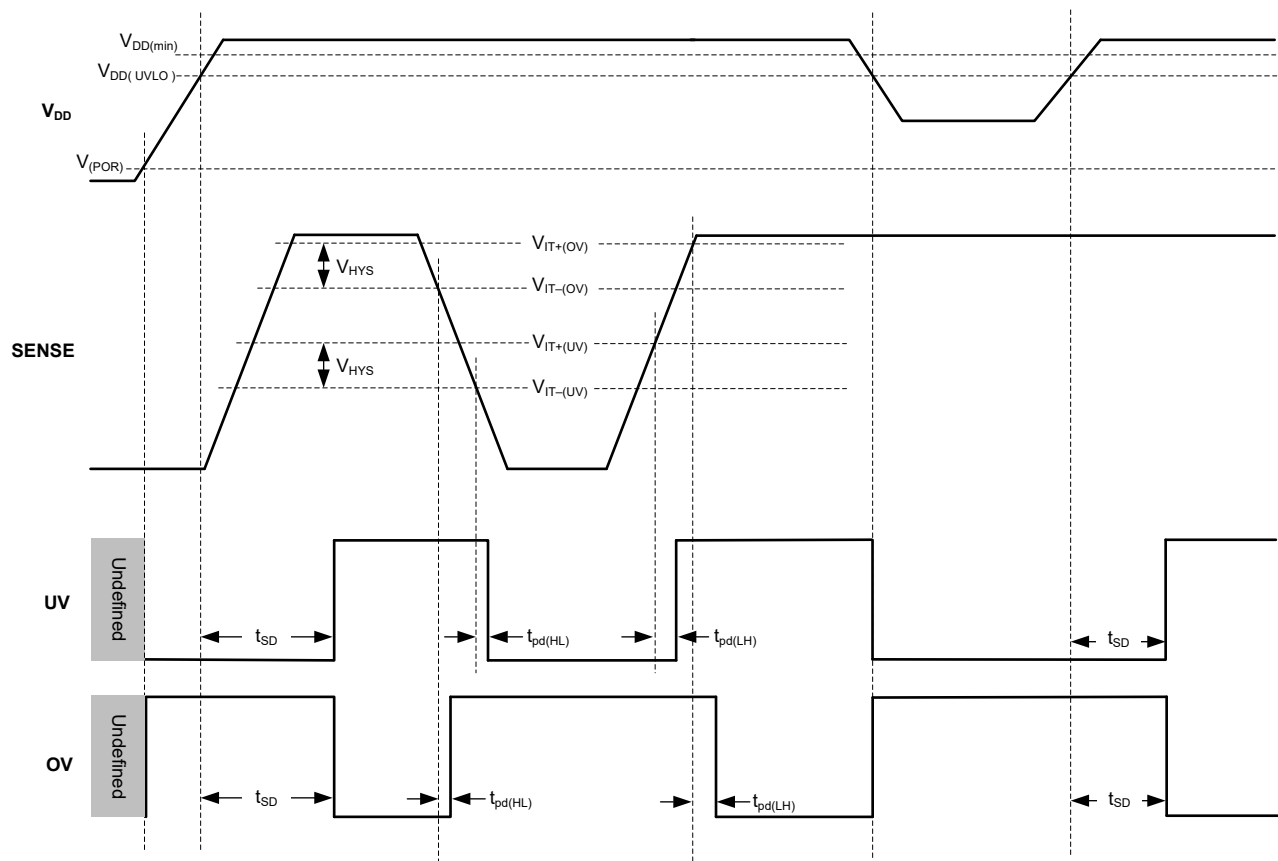 VDD(min)
VDD( UVLO )
VDD
V(POR)
VIT+(OV)
VHYS
VIT–(OV)
SENSE
VIT+(UV)
VHYS
VIT–(UV)
Undefined
UV
tSD
tpd(HL)
tpd(LH)
tSD
Undefined
OV
tSD
tpd(HL)
tpd(LH)
tSD